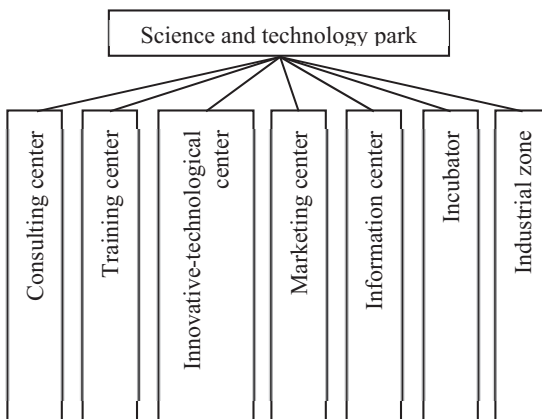 Science and technology park
Consulting center
Training center
Innovative-technological
center
Marketing center
Information center
Incubator
Industrial zone